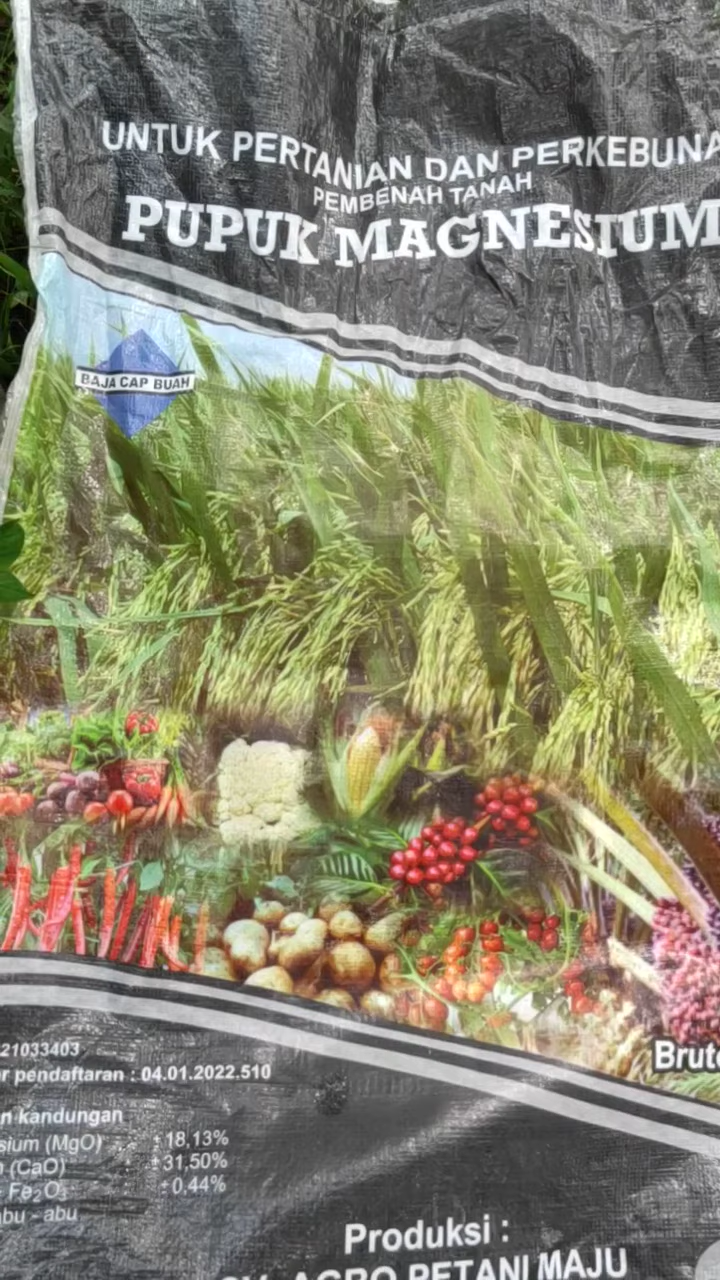 UNTUK PERTANIAN DAN PERKEBUNA
PEMBENAH TANAH
PUPUK MAGNESIUM
BAJA CAP BUAH
21033403
r pendaftaran : 04.01.2022.510
n kandungan
sium (MgO) : ±18,13%
(CaO) : ±31,50%
Fe₂O₃ : ±0,44%
abu - abu
Brut
Produksi :
AGRO PETANI MAJU